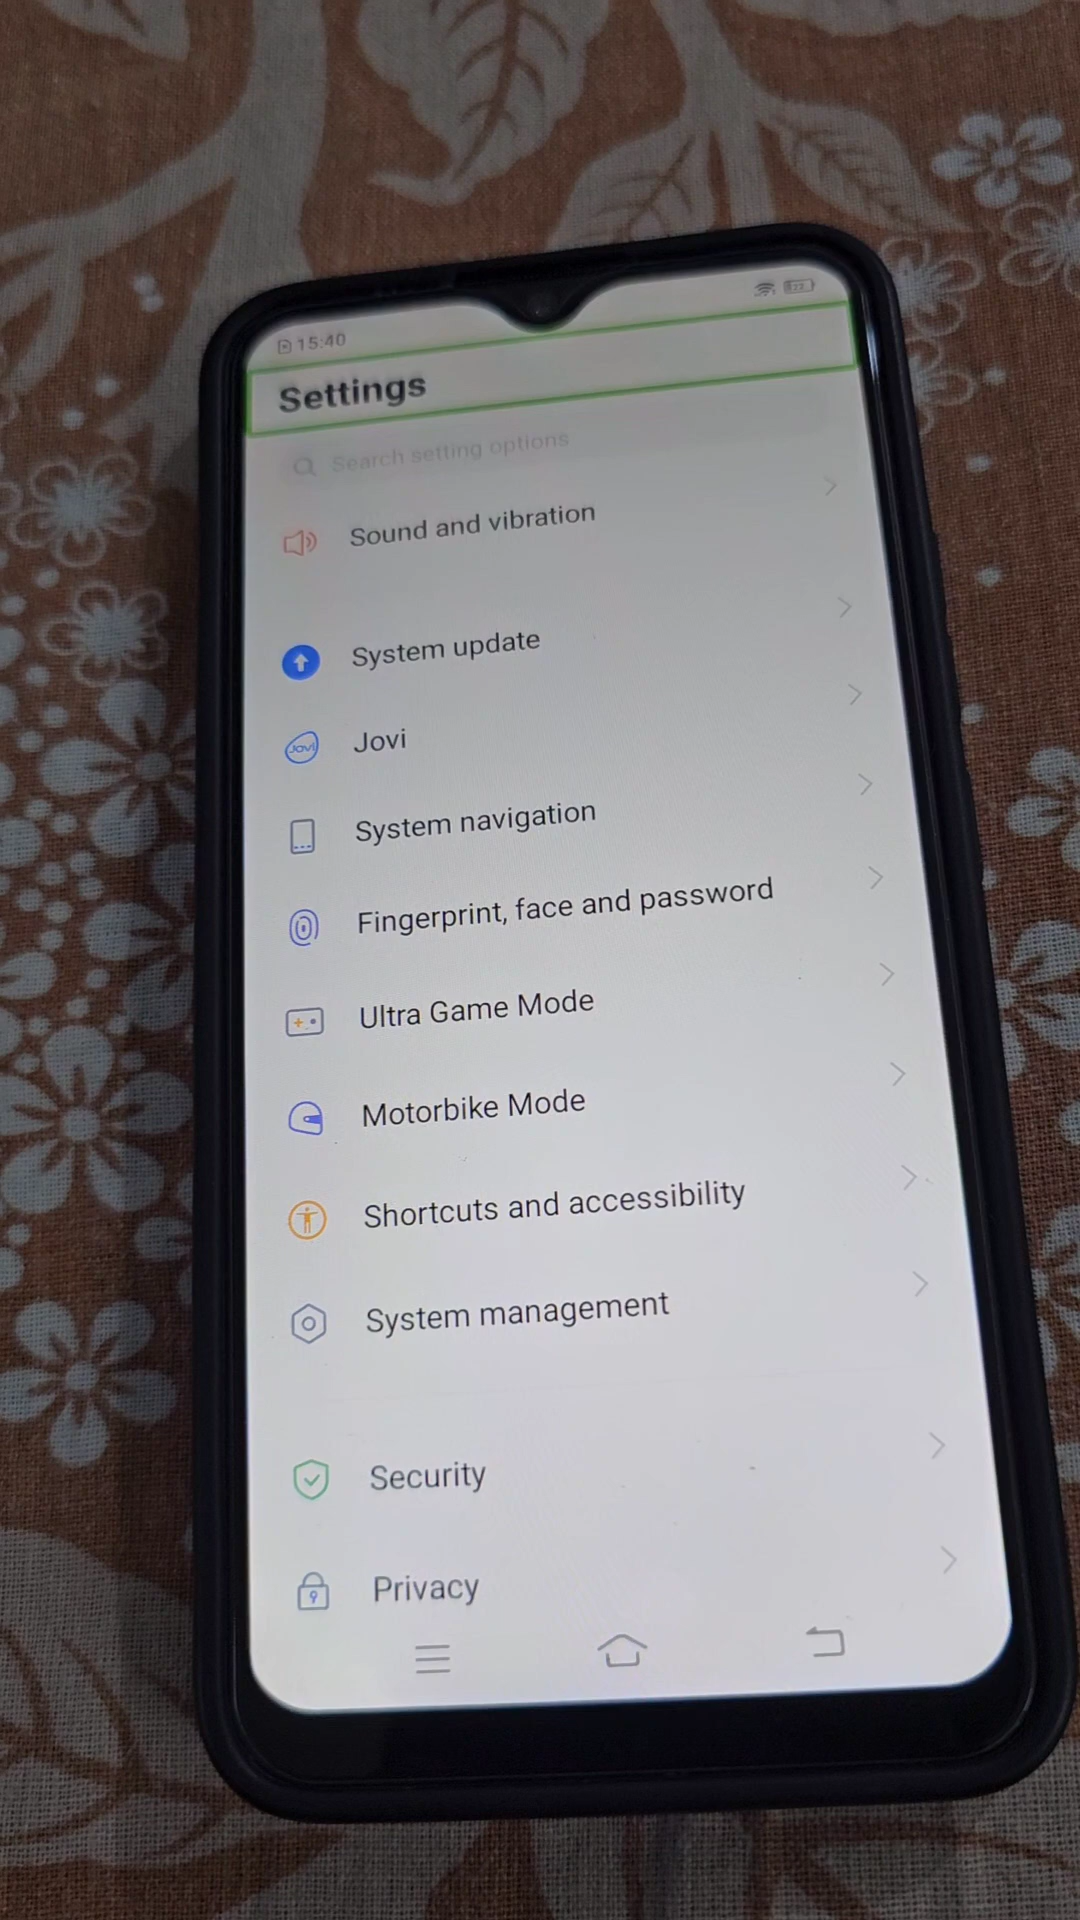 15:40
Settings
Search setting options
Sound and vibration
System update
Jovi
Jovi
System navigation
Fingerprint, face and password
Ultra Game Mode
Motorbike Mode
Shortcuts and accessibility
System management
Security
Privacy